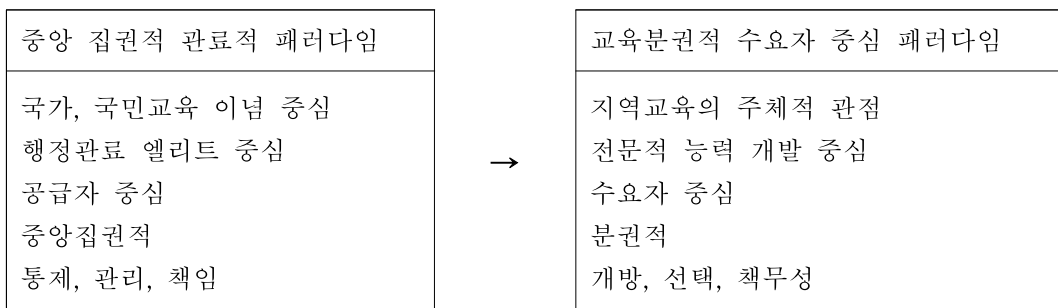 중앙 집권적 관료적 패러다임
국가, 국민교육 이념 중심
행정관료 엘리트 중심
공급자 중심
중앙집권적
통제, 관리, 책임
→
교육분권적 수요자 중심 패러다임
지역교육의 주체적 관점
전문적 능력 개발 중심
수요자 중심
분권적
개방, 선택, 책무성